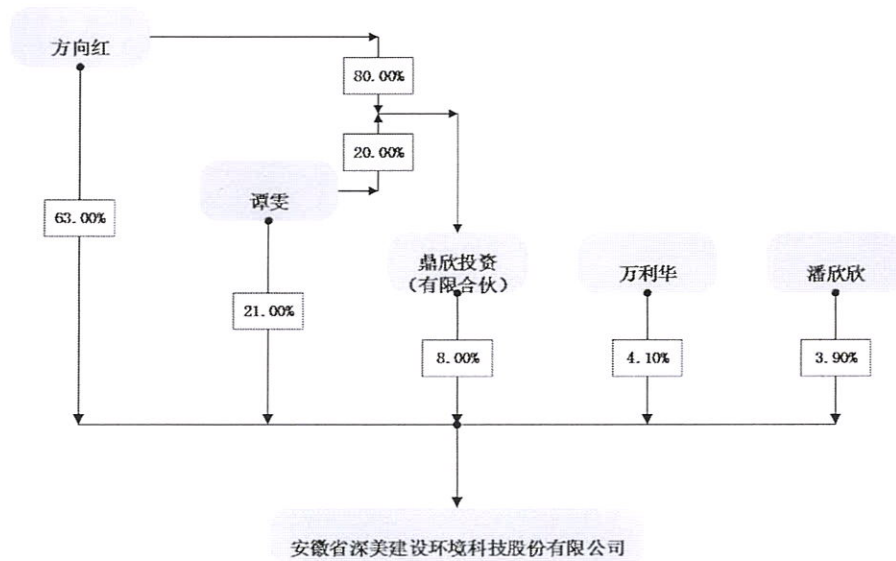 方向红
80.00%
20.00%
谭雯
63.00%
鼎欣投资
（有限合伙）
万利华
潘欣欣
21.00%
8.00%
4.10%
3.90%
安徽省深美建设环境科技股份有限公司